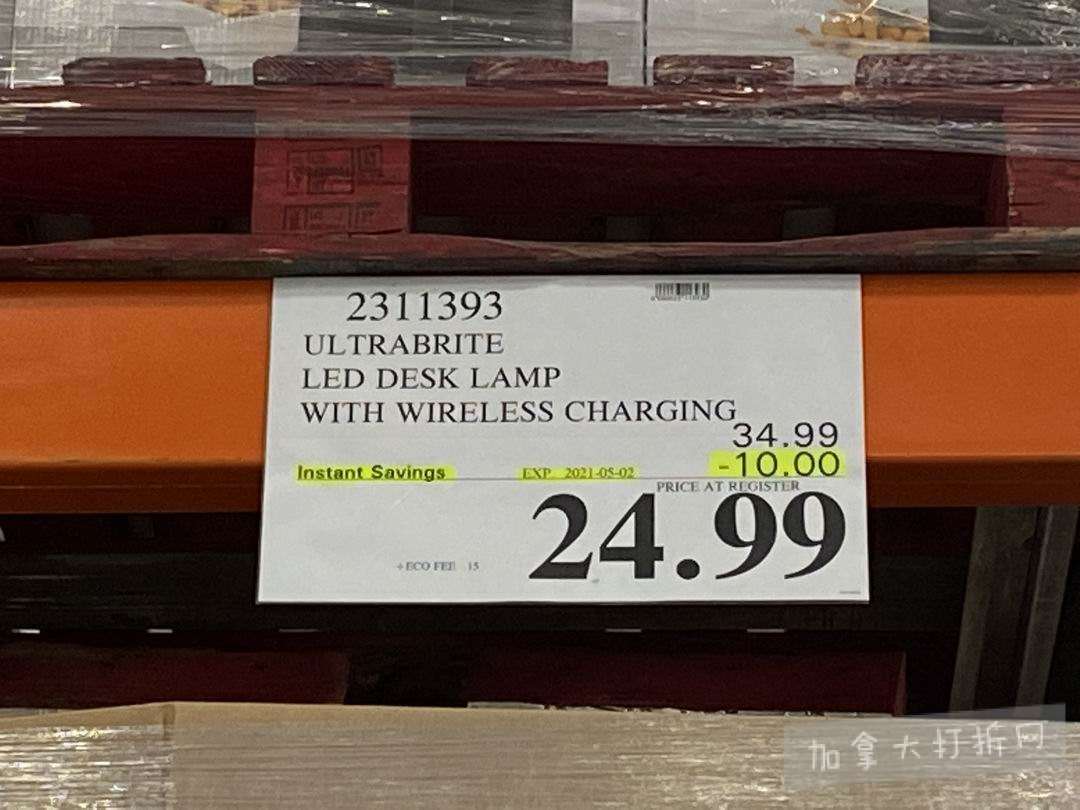 2311393
ULTRABRITE
LED DESK LAMP
WITH WIRELESS CHARGING
34.99
Instant Savings EXP 2021-05-02 -10.00
PRICE AT REGISTER
24.99
+ECO FEE 15
加拿大打折网